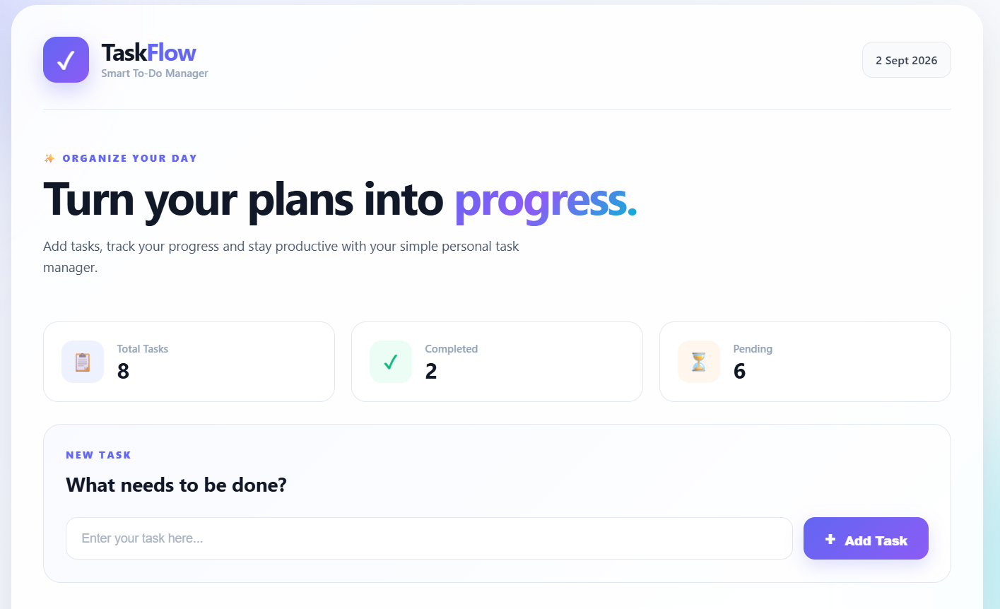 TaskFlow
Smart To-Do Manager
2 Sept 2026
ORGANIZE YOUR DAY
Turn your plans into progress.
Add tasks, track your progress and stay productive with your simple personal task
manager.
Total Tasks
8
Completed
2
Pending
6
NEW TASK
What needs to be done?
Enter your task here...
+ Add Task